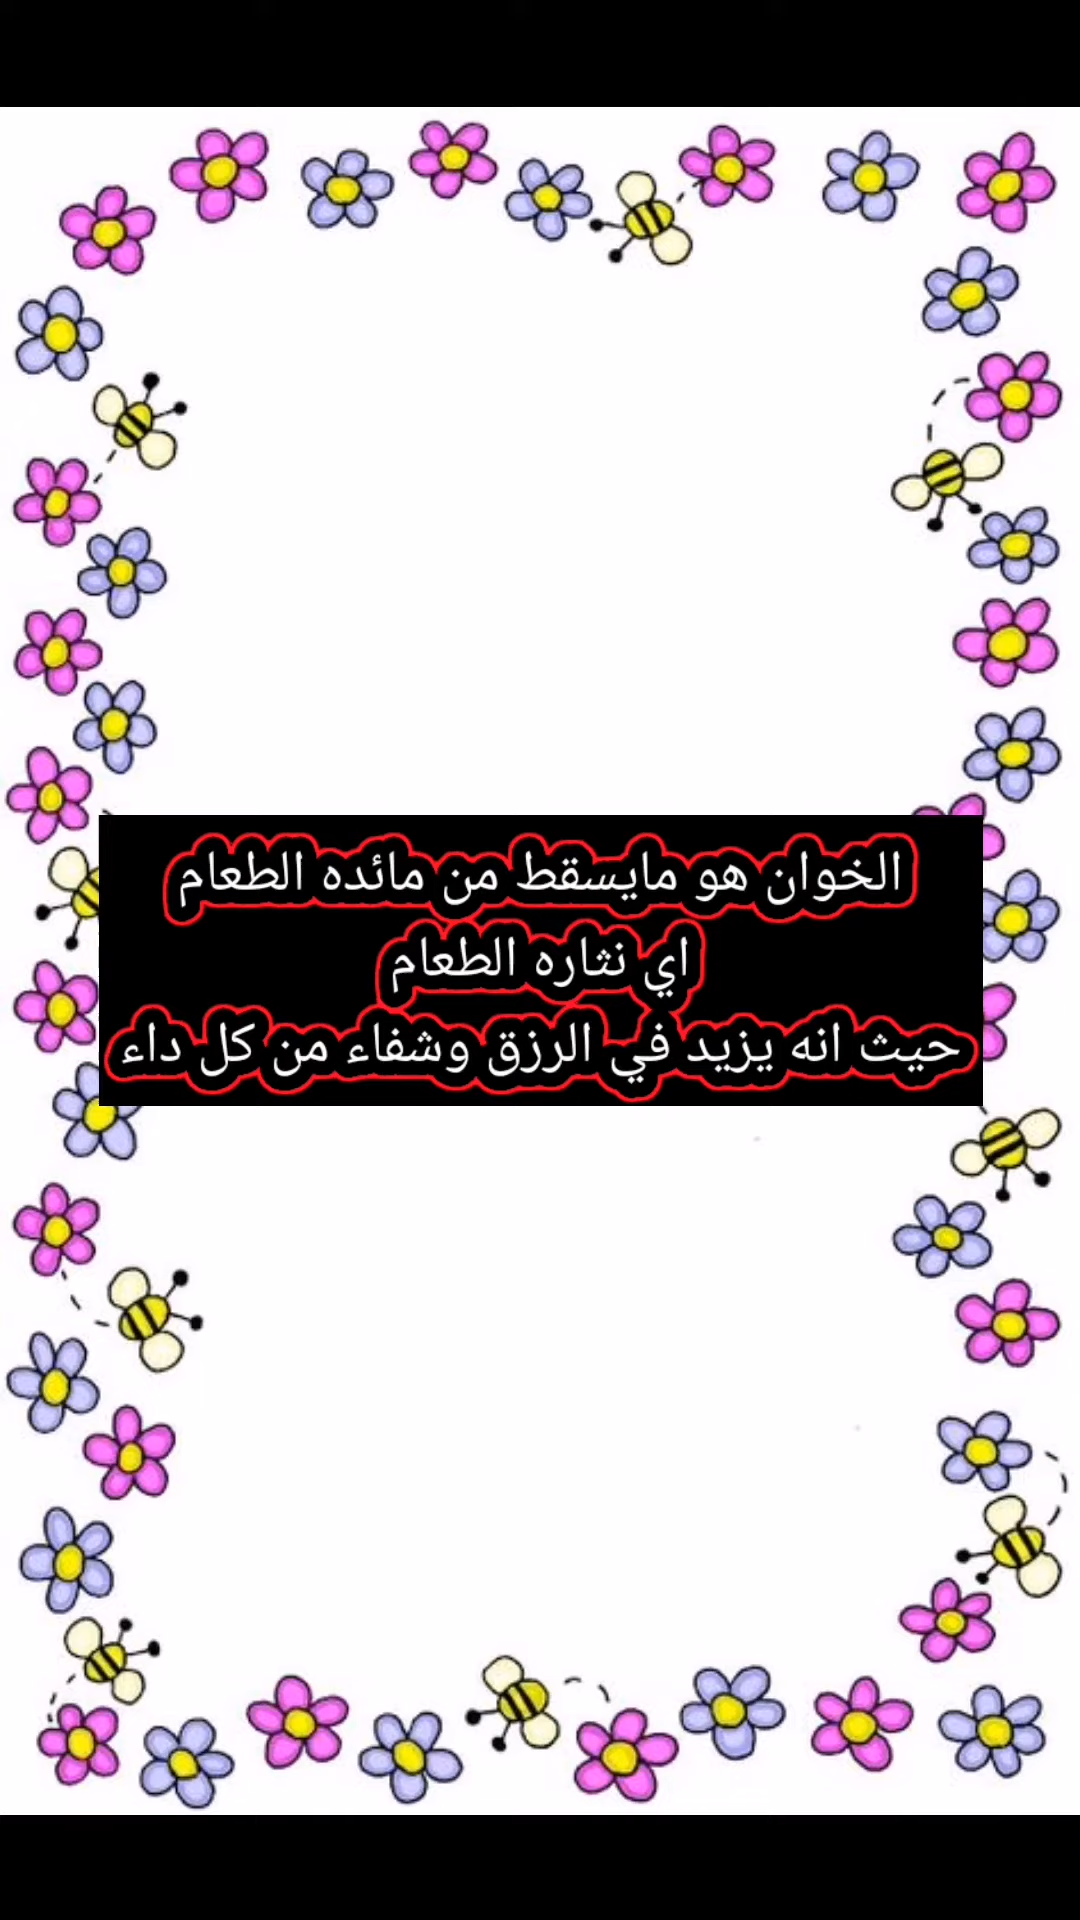 الخوان هو مايسقط من مائده الطعام
اي نثاره الطعام
حيث انه يزيد في الرزق وشفاء من كل داء